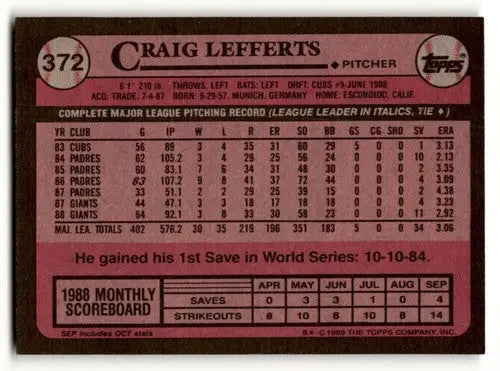 372
CRAIG LEFFERTS
♦ PITCHER
topps
6'1" 210 lb. THROWS: LEFT BATS: LEFT DRFT: CUBS #9-JUNE 1980
ACQ: TRADE, 7-4-87 BORN: 9-29-57, MUNICH, GERMANY HOME: ESCONDIDO, CALIF.
COMPLETE MAJOR LEAGUE PITCHING RECORD (LEAGUE LEADER IN ITALICS, TIE ♦)
YR CLUB G IP W L R ER SO BB GS CG SHO SV ERA
83 CUBS 56 89 3 4 35 31 60 29 5 0 0 1 3.13
84 PADRES 62 105.2 3 4 29 25 56 24 0 0 0 10 2.13
85 PADRES 60 83.1 7 6 34 31 48 30 0 0 0 2 3.35
86 PADRES 83 107.2 9 8 41 37 72 44 0 0 0 4 3.09
87 PADRES 33 51.1 2 2 29 25 39 15 0 0 0 2 4.38
87 GIANTS 44 47.1 3 3 18 17 18 18 0 0 0 4 3.23
88 GIANTS 64 92.1 3 8 33 30 58 23 0 0 0 11 2.92
MAJ. LEA. TOTALS 402 576.2 30 35 219 196 351 183 5 0 0 34 3.06
He gained his 1st Save in World Series: 10-10-84.
1988 MONTHLY SCOREBOARD
APR MAY JUN JUL AUG SEP
SAVES 0 3 3 1 0 4
STRIKEOUTS 8 10 8 10 8 14
SEP includes OCT stats
B* © 1989 THE TOPPS COMPANY, INC.